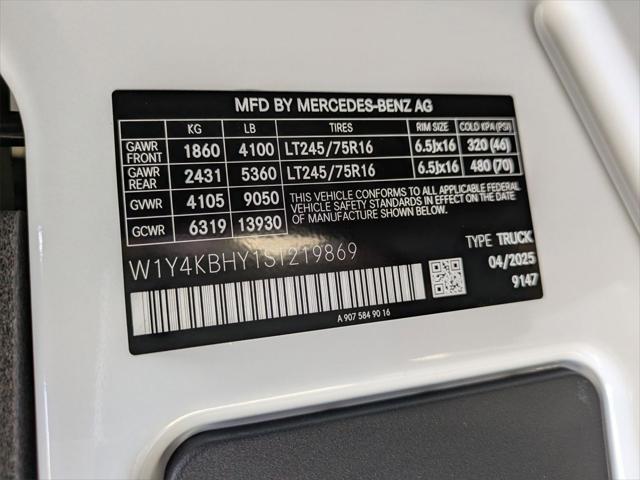 MFD BY MERCEDES-BENZ AG
KG LB TIRES RIM SIZE COLD KPA (PSI)
GAWR FRONT 1860 4100 LT245/75R16 6.5Jx16 320 (46)
GAWR REAR 2431 5360 LT245/75R16 6.5Jx16 480 (70)
GVWR 4105 9050
GCWR 6319 13930
THIS VEHICLE CONFORMS TO ALL APPLICABLE FEDERAL
VEHICLE SAFETY STANDARDS IN EFFECT ON THE DATE
OF MANUFACTURE SHOWN ABOVE.
W1Y4KBHY1ST219869
TYPE TRUCK
04/2025
9147
A 907 584 90 16